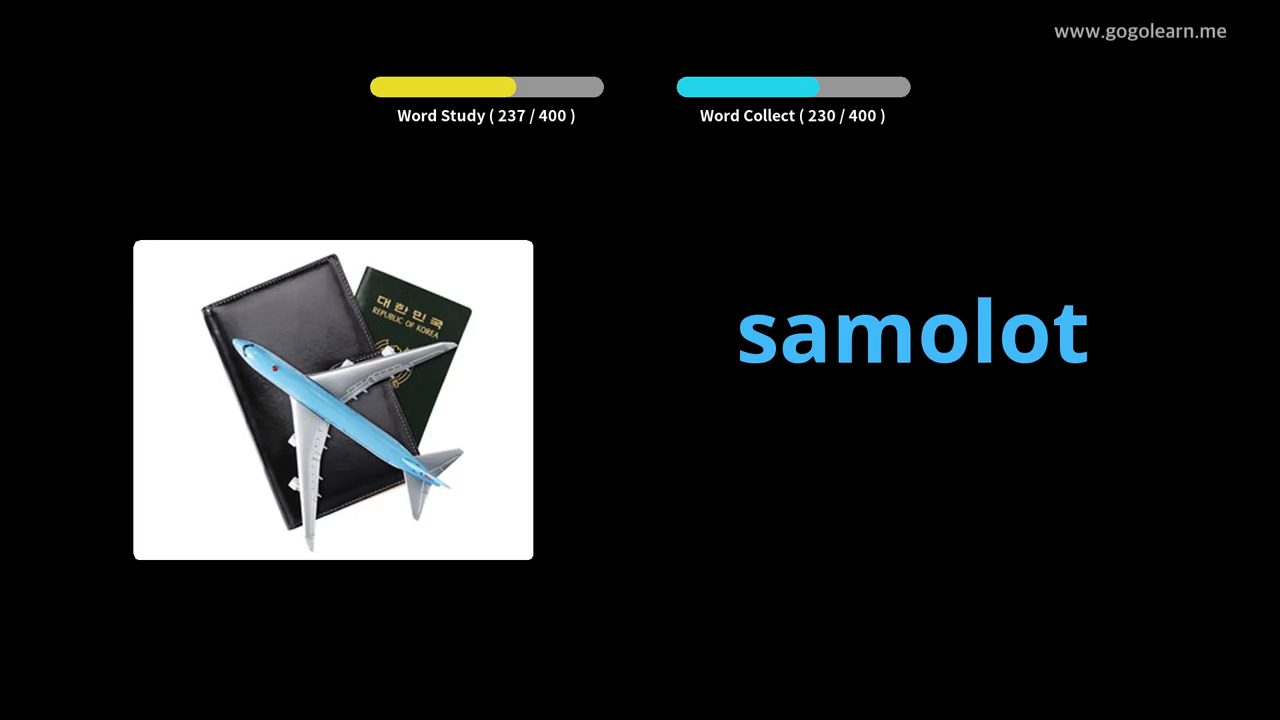 www.gogolearn.me
Word Study ( 237 / 400 )
Word Collect ( 230 / 400 )
대한민국
REPUBLIC OF KOREA
samolot